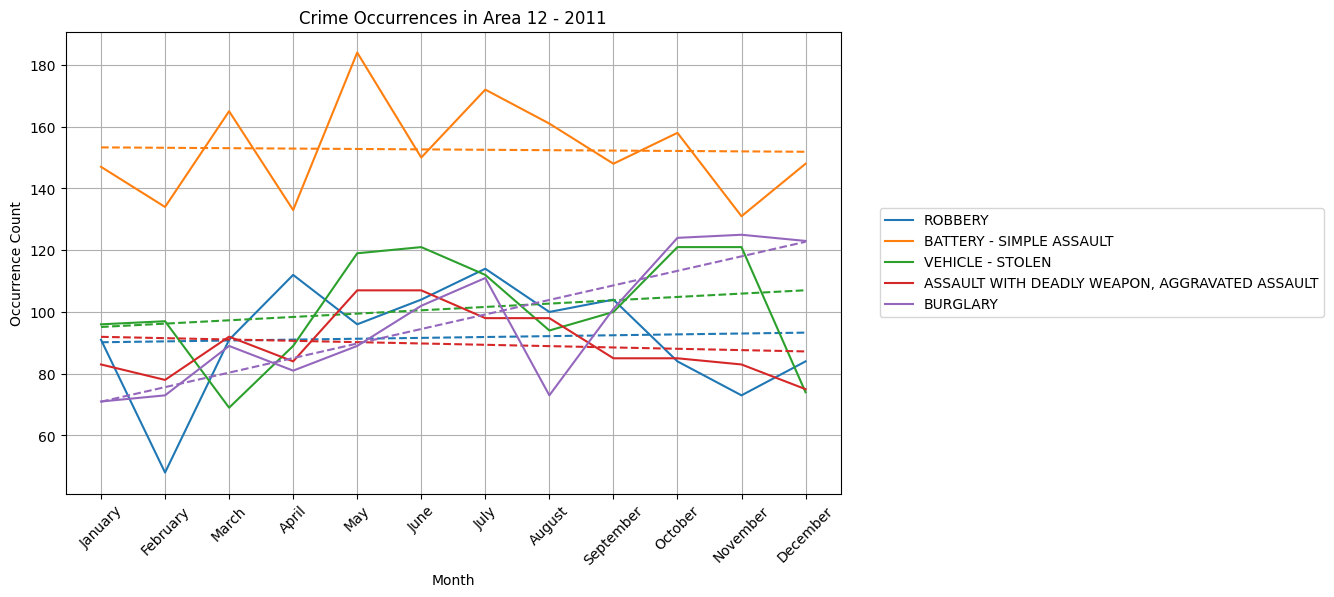 Crime Occurrences in Area 12 - 2011
Occurrence Count
180
160
140
120
100
80
60
January
February
March
April
May
June
July
August
September
October
November
December
Month
ROBBERY
BATTERY - SIMPLE ASSAULT
VEHICLE - STOLEN
ASSAULT WITH DEADLY WEAPON, AGGRAVATED ASSAULT
BURGLARY